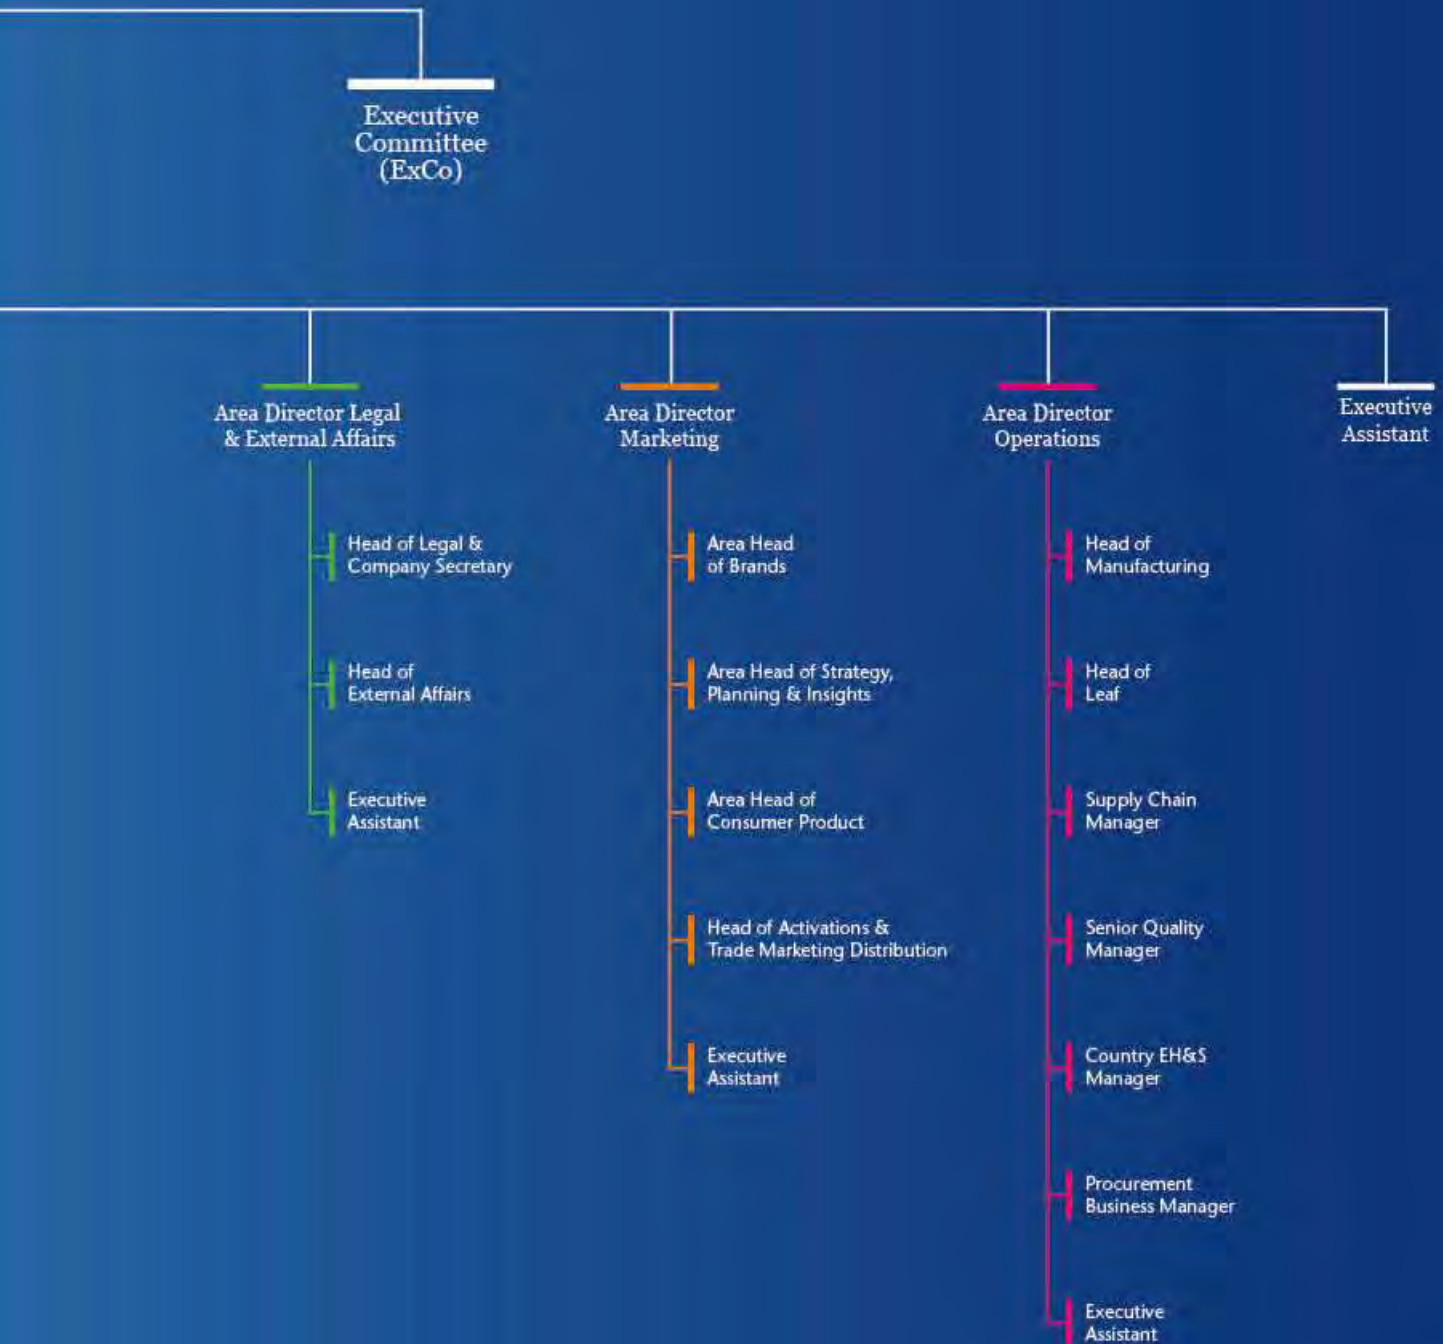 Executive
Committee
(ExCo)
Area Director Legal
& External Affairs
Head of Legal &
Company Secretary
Head of
External Affairs
Executive
Assistant
Area Director
Marketing
Area Head
of Brands
Area Head of Strategy,
Planning & Insights
Area Head of
Consumer Product
Head of Activations &
Trade Marketing Distribution
Executive
Assistant
Area Director
Operations
Head of
Manufacturing
Head of
Leaf
Supply Chain
Manager
Senior Quality
Manager
Country EH&S
Manager
Procurement
Business Manager
Executive
Assistant
Executive
Assistant